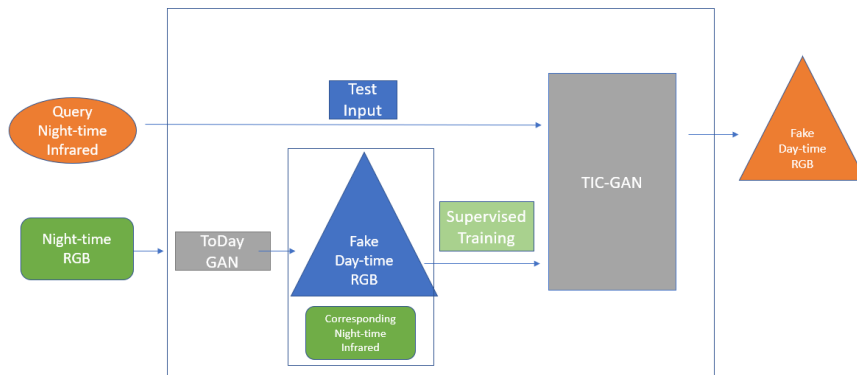 Query
Night-time
Infrared
Test
Input
TIC-GAN
Fake
Day-time
RGB
Night-time
RGB
ToDay
GAN
Fake
Day-time
RGB
Supervised
Training
Corresponding
Night-time
Infrared